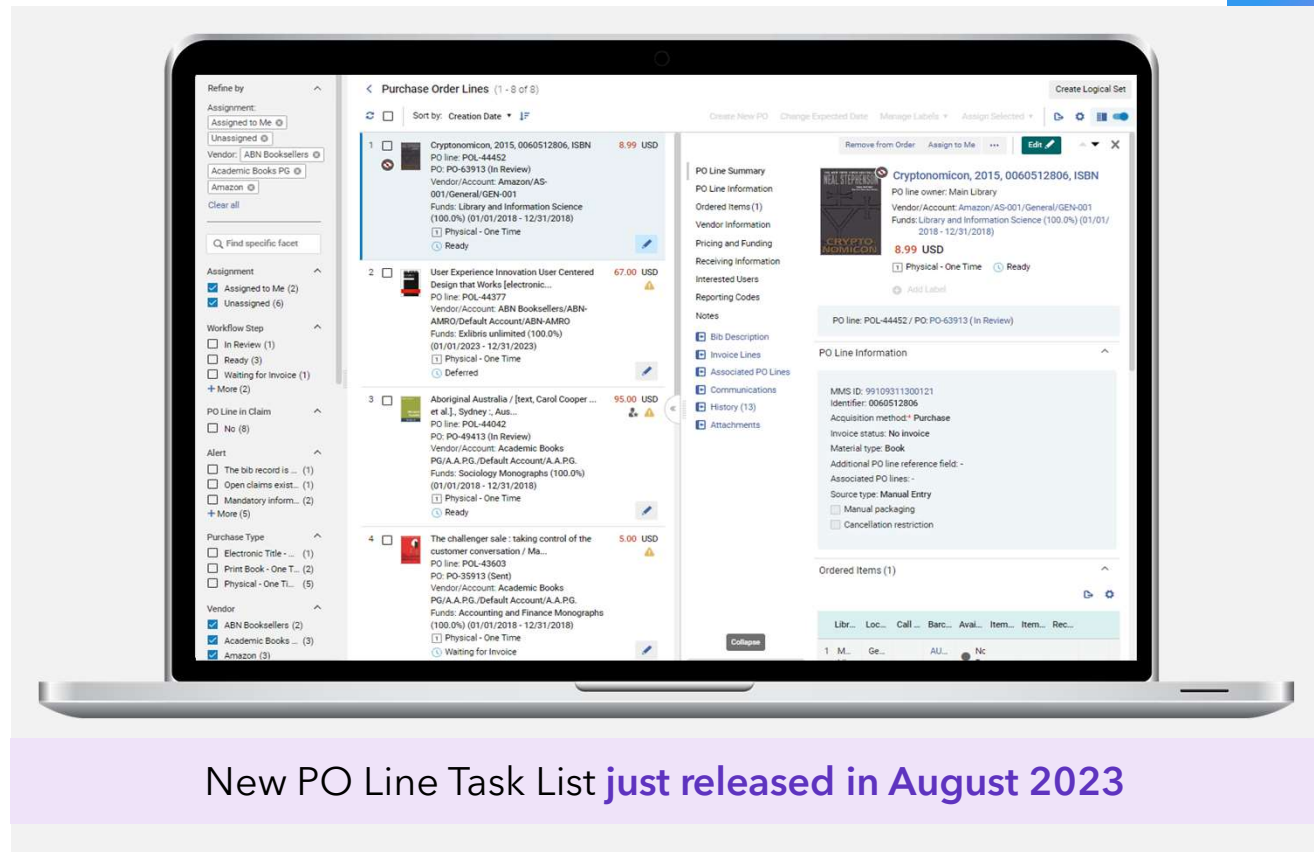 Refine by
Assignment:
Assigned to Me
Unassigned
Vendor: ABN Booksellers
Academic Books PG
Amazon
Clear all
Find specific facet
Assignment
Assigned to Me (2)
Unassigned (6)
Workflow Step
In Review (1)
Ready (3)
Waiting for Invoice (1)
+ More (2)
PO Line in Claim
No (8)
Alert
The bib record is ... (1)
Open claims exist... (1)
Mandatory inform... (2)
+ More (5)
Purchase Type
Electronic Title - ... (1)
Print Book - One T... (2)
Physical - One Ti... (5)
Vendor
ABN Booksellers (2)
Academic Books ... (3)
Amazon (3)
Purchase Order Lines (1 - 8 of 8)
Create Logical Set
Sort by: Creation Date
Create New PO Change Expected Date Manage Labels Assign Selected
1 Cryptonomicon, 2015, 0060512806, ISBN 8.99 USD
PO line: POL-44452
PO: PO-63913 (In Review)
Vendor/Account: Amazon/AS-
001/General/GEN-001
Funds: Library and Information Science
(100.0%) (01/01/2018 - 12/31/2018)
1 Physical - One Time
Ready
2 User Experience Innovation User Centered 67.00 USD
Design that Works [electronic...
PO line: POL-44377
Vendor/Account: ABN Booksellers/ABN-
AMRO/Default Account/ABN-AMRO
Funds: Exlibris unlimited (100.0%)
(01/01/2023 - 12/31/2023)
1 Physical - One Time
Deferred
3 Aboriginal Australia / [text, Carol Cooper ... 95.00 USD
et al.]., Sydney :, Aus...
PO line: POL-44042
PO: PO-49413 (In Review)
Vendor/Account: Academic Books
PG/A.A.P.G./Default Account/A.A.P.G.
Funds: Sociology Monographs (100.0%)
(01/01/2018 - 12/31/2018)
1 Physical - One Time
Ready
4 The challenger sale : taking control of the 5.00 USD
customer conversation / Ma...
PO line: POL-43603
PO: PO-35913 (Sent)
Vendor/Account: Academic Books
PG/A.A.P.G./Default Account/A.A.P.G.
Funds: Accounting and Finance Monographs
(100.0%) (01/01/2018 - 12/31/2018)
1 Physical - One Time
Waiting for Invoice
Remove from Order Assign to Me ... Edit
PO Line Summary
PO Line Information
Ordered Items (1)
Vendor Information
Pricing and Funding
Receiving Information
Interested Users
Reporting Codes
Notes
Bib Description
Invoice Lines
Associated PO Lines
Communications
History (13)
Attachments
Collapse
NEAL STEPHENSON
CRYPTO-
NOMICON
Cryptonomicon, 2015, 0060512806, ISBN
PO line owner: Main Library
Vendor/Account: Amazon/AS-001/General/GEN-001
Funds: Library and Information Science (100.0%) (01/01/
2018 - 12/31/2018)
8.99 USD
1 Physical - One Time Ready
Add Label
PO line: POL-44452 / PO: PO-63913 (In Review)
PO Line Information
MMS ID: 99109311300121
Identifier: 0060512806
Acquisition method:* Purchase
Invoice status: No invoice
Material type: Book
Additional PO line reference field: -
Associated PO lines: -
Source type: Manual Entry
Manual packaging
Cancellation restriction
Ordered Items (1)
Libr... Loc... Call ... Barc... Avai... Item... Item... Rec...
1 M... Ge... AU...
New PO Line Task List just released in August 2023